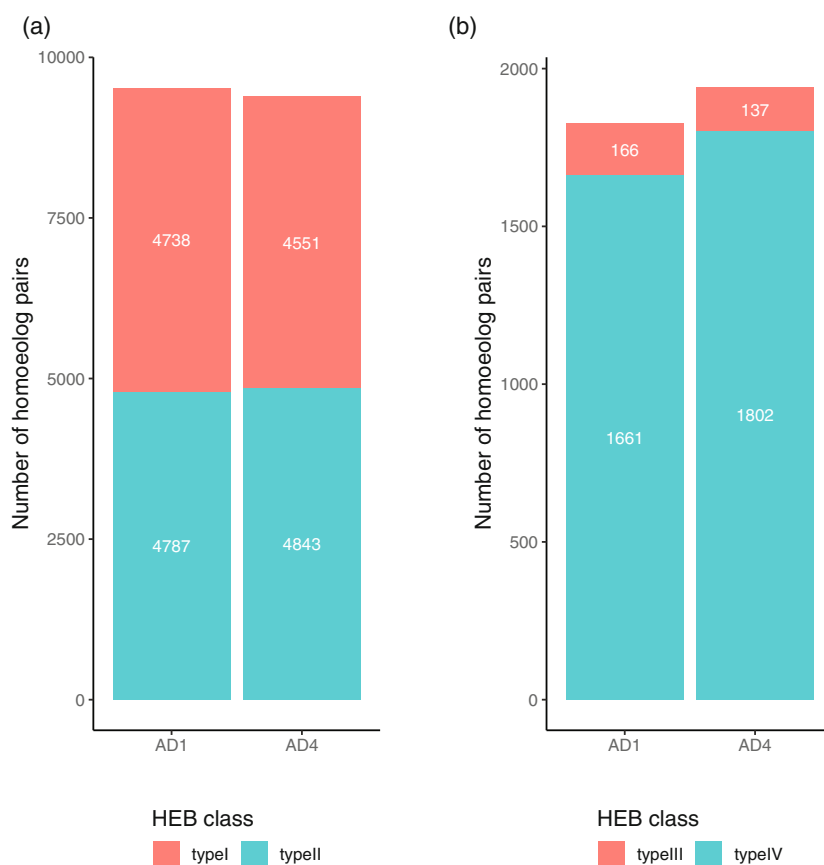 (a)
10000
7500
5000
2500
0
Number of homoeolog pairs
4738
4551
4787
4843
AD1 AD4
HEB class
typeI typeII
(b)
2000
1500
1000
500
0
Number of homoeolog pairs
166
137
1661
1802
AD1 AD4
HEB class
typeIII typeIV